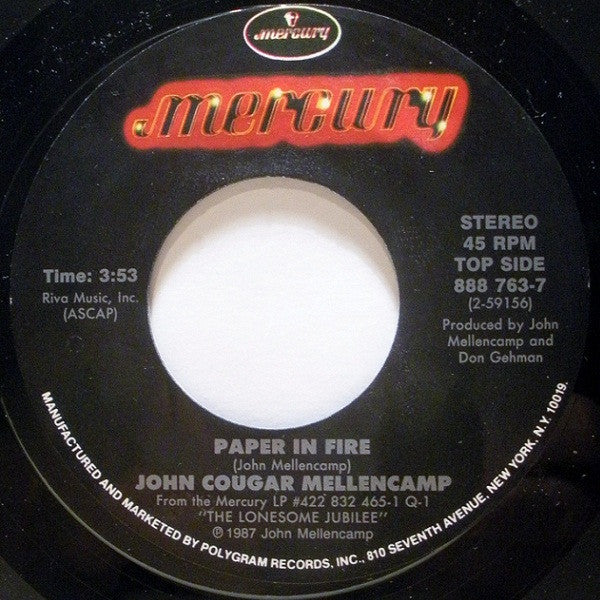 mercury
mercury
STEREO
45 RPM
TOP SIDE
888 763-7
(2-59156)
Produced by John
Mellencamp and
Don Gehman
Time: 3:53
Riva Music, Inc.
(ASCAP)
PAPER IN FIRE
(John Mellencamp)
JOHN COUGAR MELLENCAMP
From the Mercury LP #422 832 465-1 Q-1
"THE LONESOME JUBILEE"
℗ 1987 John Mellencamp
MANUFACTURED AND MARKETED BY POLYGRAM RECORDS, INC., 810 SEVENTH AVENUE, NEW YORK, N.Y. 10019.